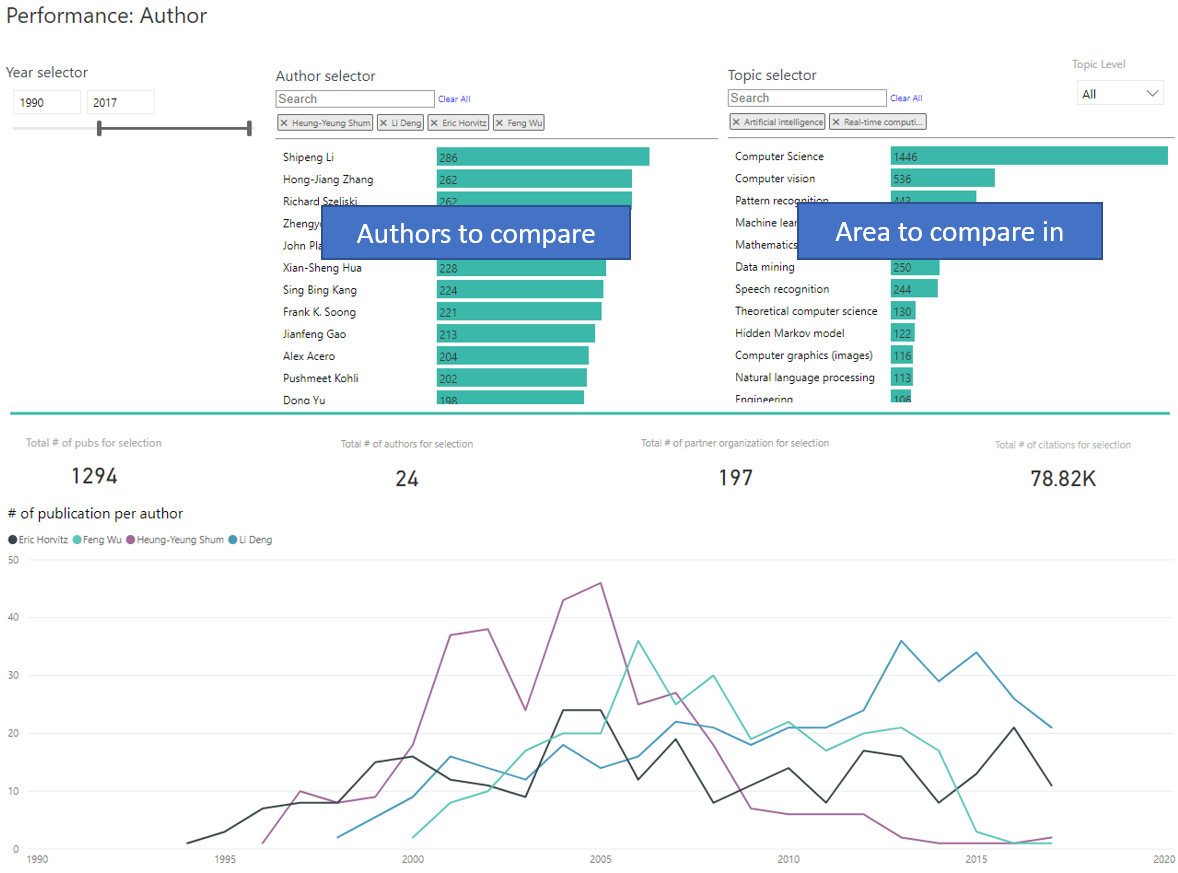 Performance: Author
Year selector
1990
2017
Author selector
Search
Clear All
✕ Heung-Yeung Shum
✕ Li Deng
✕ Eric Horvitz
✕ Feng Wu
Shipeng Li
286
Hong-Jiang Zhang
262
Richard Szeliski
262
Authors to compare
Xian-Sheng Hua
228
Sing Bing Kang
224
Frank K. Soong
221
Jianfeng Gao
213
Alex Acero
204
Pushmeet Kohli
202
Dong Yu
198
Topic selector
Search
Clear All
Topic Level
All
✕ Artificial intelligence
✕ Real-time computi...
Computer Science
1446
Computer vision
536
Pattern recognition
443
Machine lear
Mathematics
Area to compare in
Data mining
250
Speech recognition
244
Theoretical computer science
130
Hidden Markov model
122
Computer graphics (images)
116
Natural language processing
113
Engineering
106
Total # of pubs for selection
1294
Total # of authors for selection
24
Total # of partner organization for selection
197
Total # of citations for selection
78.82K
# of publication per author
Eric Horvitz Feng Wu Heung-Yeung Shum Li Deng
50
40
30
20
10
0
1990 1995 2000 2005 2010 2015 2020